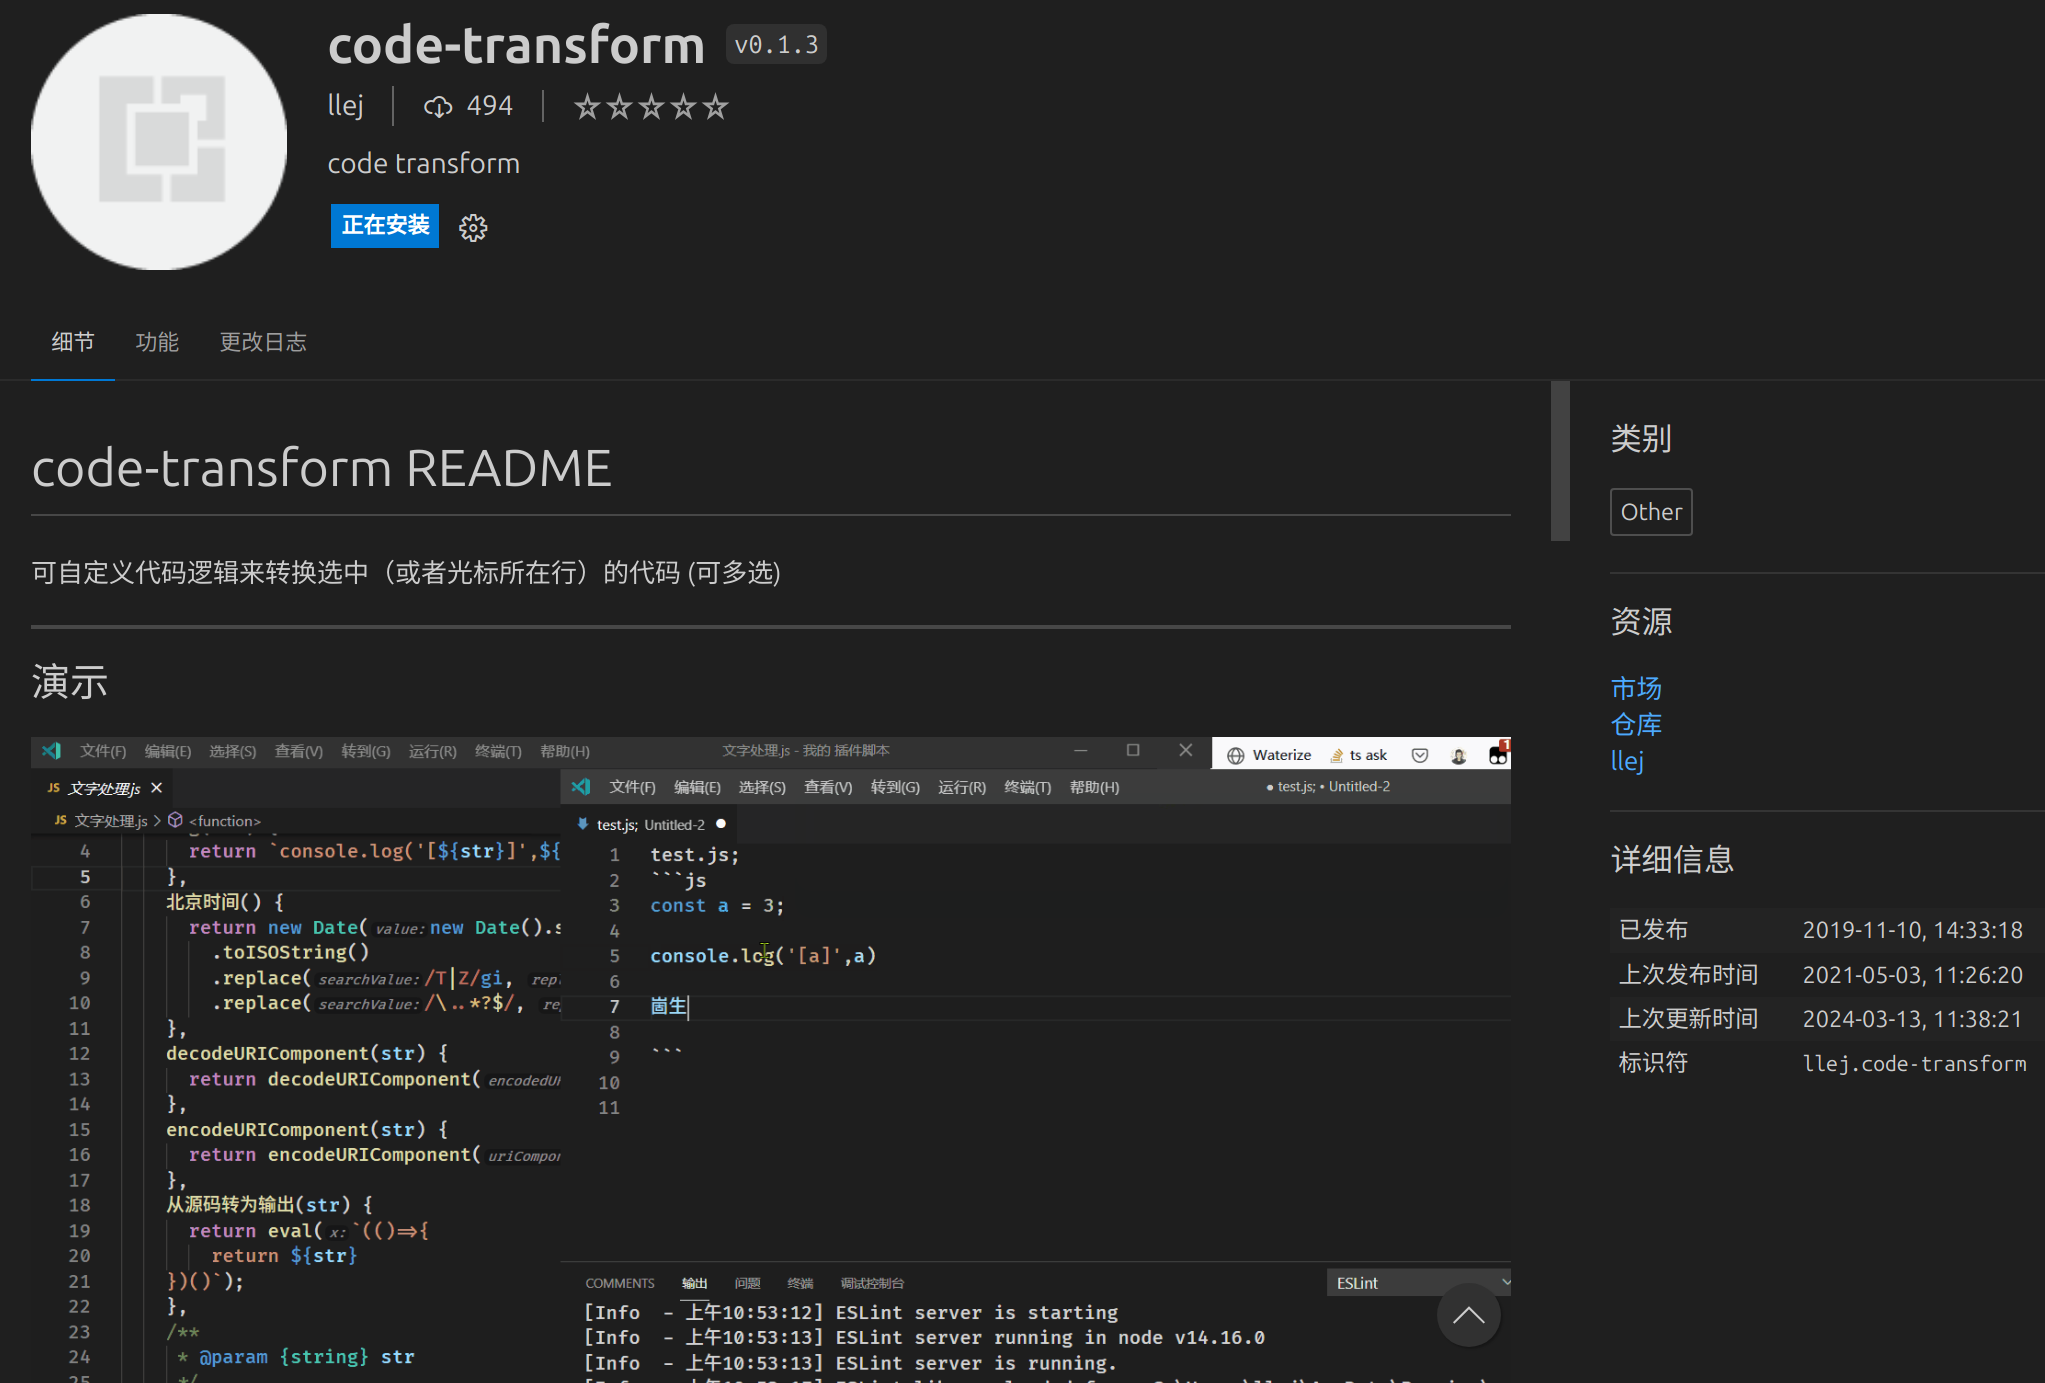 code-transform v0.1.3
llej 494
code transform
正在安装
细节 功能 更改日志
code-transform README
可自定义代码逻辑来转换选中（或者光标所在行）的代码 (可多选)
演示
文件(F) 编辑(E) 选择(S) 查看(V) 转到(G) 运行(R) 终端(T) 帮助(H) 文字处理.js - 我的 插件脚本
JS 文字处理.js
JS 文字处理.js > <function>
4 return `console.log('[${str}]',${
5 },
6 北京时间() {
7 return new Date( value: new Date().s
8 .toISOString()
9 .replace( searchValue: /T|Z/gi, rep
10 .replace( searchValue: /\..*?$/, re
11 },
12 decodeURIComponent(str) {
13 return decodeURIComponent( encodedUR
14 },
15 encodeURIComponent(str) {
16 return encodeURIComponent( uriCompon
17 },
18 从源码转为输出(str) {
19 return eval( x: `(()=>{
20 return ${str}
21 })()`);
22 },
23 /**
24 * @param {string} str
25 */
Waterize ts ask 1
文件(F) 编辑(E) 选择(S) 查看(V) 转到(G) 运行(R) 终端(T) 帮助(H) ● test.js; • Untitled-2
test.js; Untitled-2 ●
1 test.js;
2 ```js
3 const a = 3;
4
5 console.log('[a]',a)
6
7 崮生
8
9 ```
10
11
COMMENTS 输出 问题 终端 调试控制台 ESLint
[Info - 上午10:53:12] ESLint server is starting
[Info - 上午10:53:13] ESLint server running in node v14.16.0
[Info - 上午10:53:13] ESLint server is running.
类别
Other
资源
市场
仓库
llej
详细信息
已发布 2019-11-10, 14:33:18
上次发布时间 2021-05-03, 11:26:20
上次更新时间 2024-03-13, 11:38:21
标识符 llej.code-transform